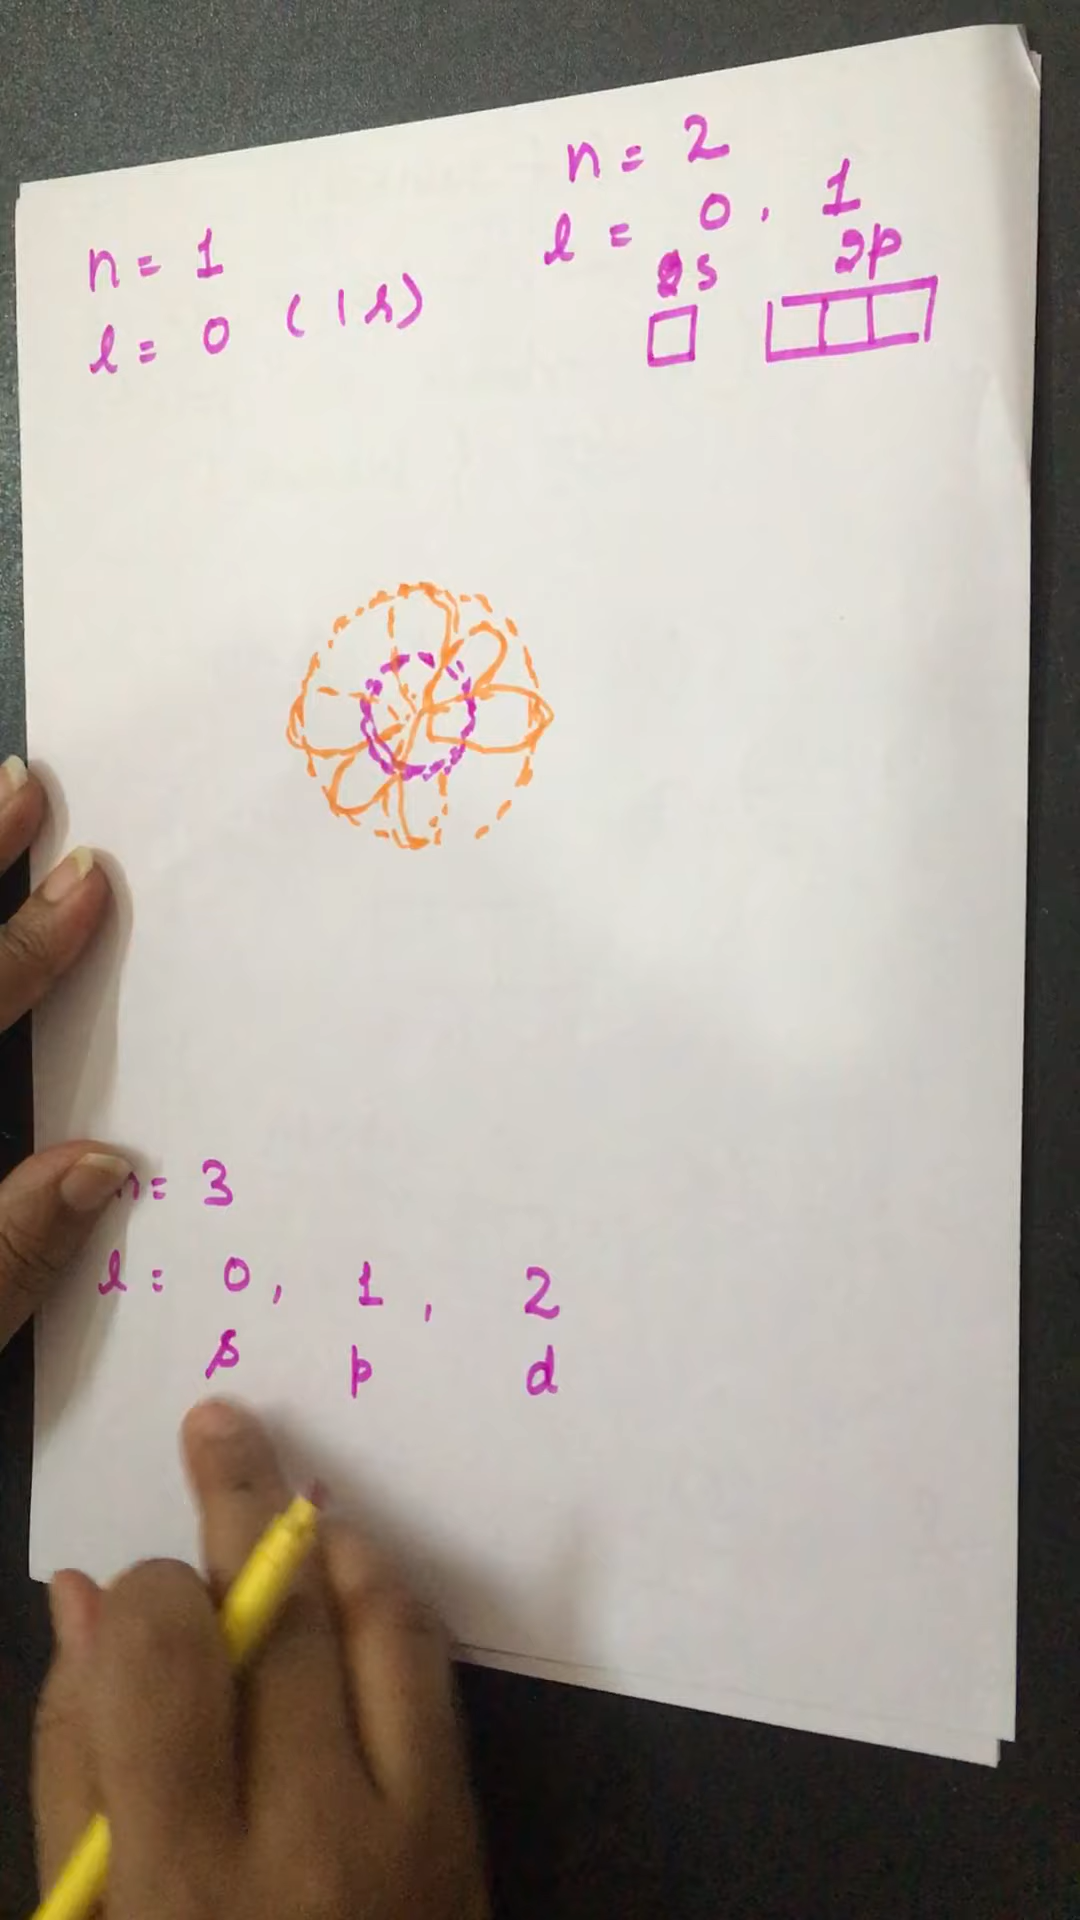 n = 1
l = 0 (1s)
n = 2
l = 0, 1
2s 2p
n = 3
l = 0, 1, 2
s p d